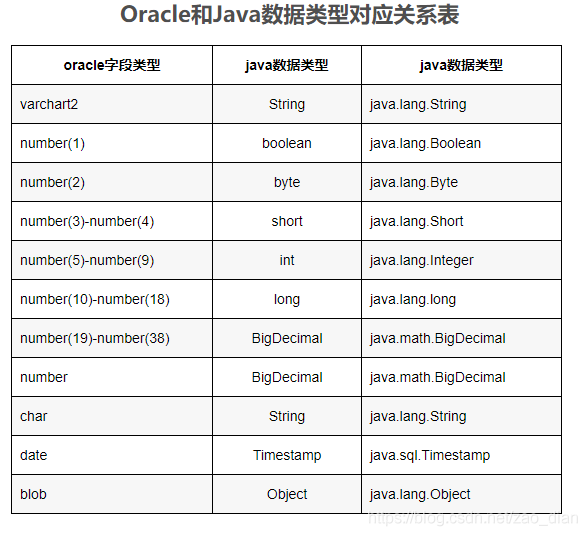 Oracle和Java数据类型对应关系表
oracle字段类型 java数据类型 java数据类型
varchart2 String java.lang.String
number(1) boolean java.lang.Boolean
number(2) byte java.lang.Byte
number(3)-number(4) short java.lang.Short
number(5)-number(9) int java.lang.Integer
number(10)-number(18) long java.lang.long
number(19)-number(38) BigDecimal java.math.BigDecimal
number BigDecimal java.math.BigDecimal
char String java.lang.String
date Timestamp java.sql.Timestamp
blob Object java.lang.Object
https://blog.csdn.net/zao_dian